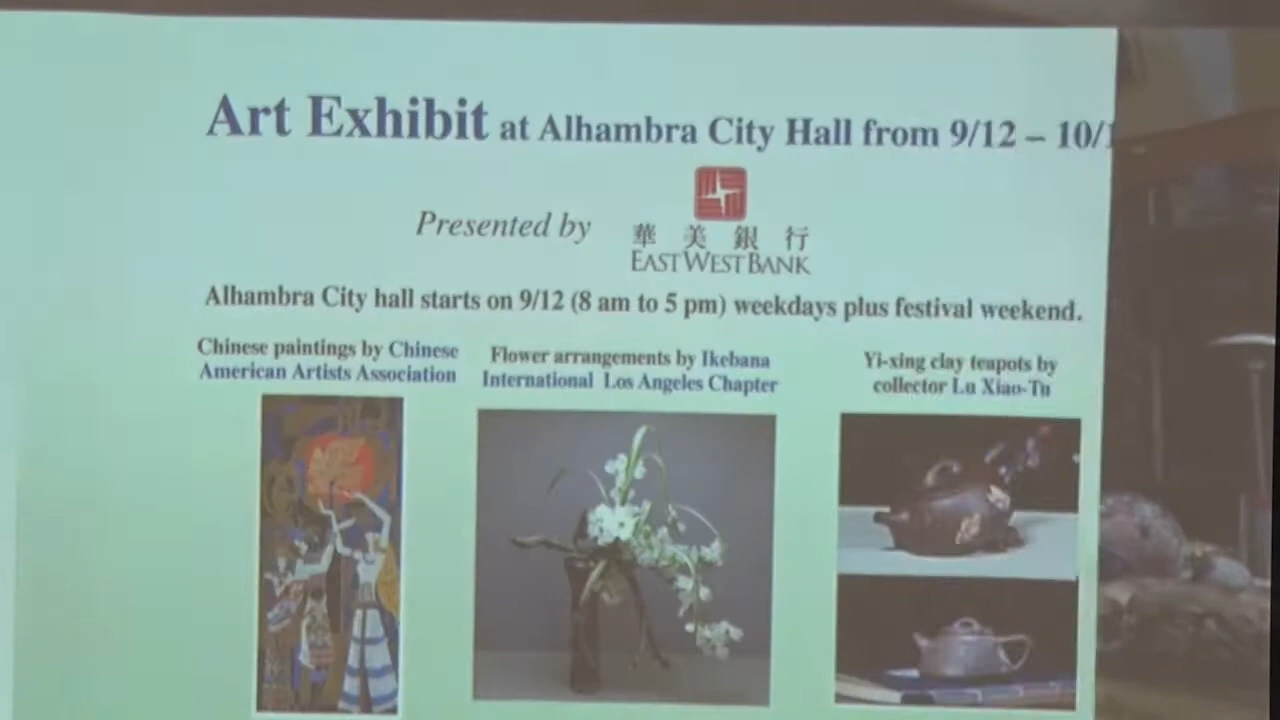 Art Exhibit at Alhambra City Hall from 9/12 – 10/1
Presented by
華美銀行
EAST WEST BANK
Alhambra City hall starts on 9/12 (8 am to 5 pm) weekdays plus festival weekend.
Chinese paintings by Chinese
American Artists Association
Flower arrangements by Ikebana
International Los Angeles Chapter
Yi-xing clay teapots by
collector Lu Xiao-Tu